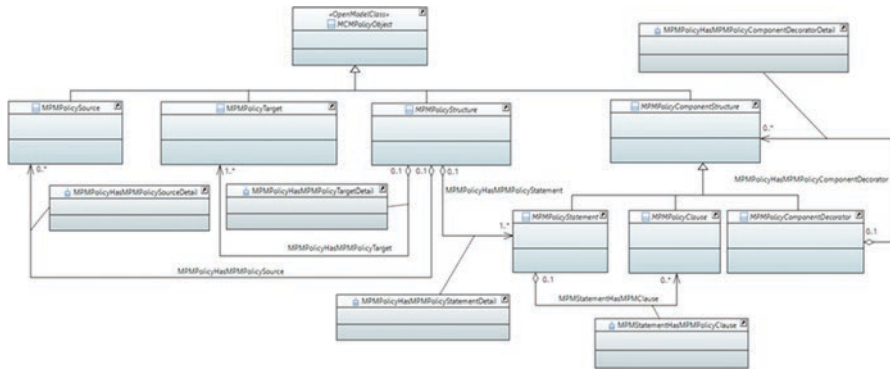 «OpenModelClass»
MCMPolicyObject
MPMPolicyHasMPMPolicyComponentDecoratorDetail
MPMPolicySource
MPMPolicyTarget
MPMPolicyStructure
MPMPolicyComponentStructure
0..*
1..*
0..1
0..1
0..1
0..*
MPMPolicyHasMPMPolicySourceDetail
MPMPolicyHasMPMPolicyTargetDetail
MPMPolicyHasMPMPolicyStatement
MPMPolicyHasMPMPolicyComponentDecorator
MPMPolicyStatement
MPMPolicyClause
MPMPolicyComponentDecorator
1..*
0..1
MPMPolicyHasMPMPolicyTarget
MPMPolicyHasMPMPolicySource
0..1
0..*
MPMPolicyHasMPMPolicyStatementDetail
MPMStatementHasMPMClause
MPMStatementHasMPMPolicyClause